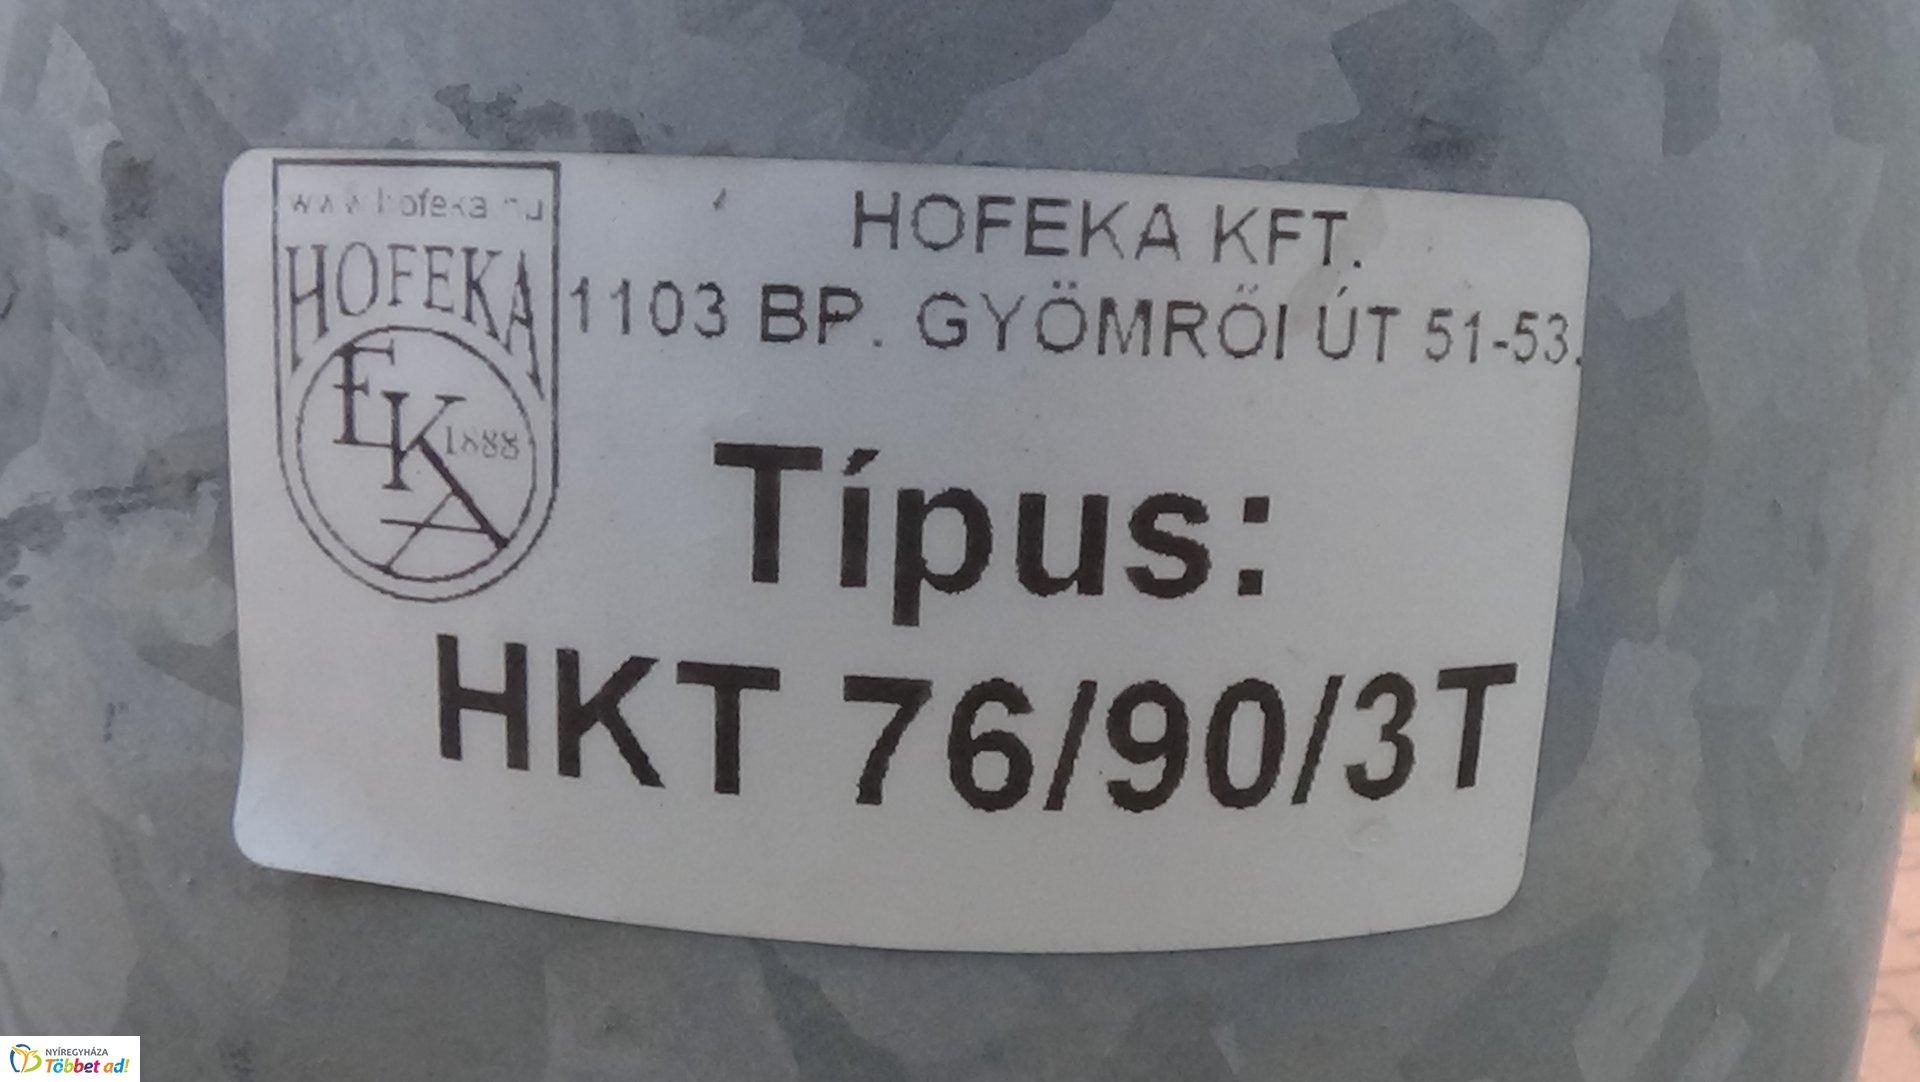 www.hofeka.hu
HOFEKA
EKA
1888
HOFEKA KFT.
1103 BP. GYÖMRŐI ÚT 51-53.
Típus:
HKT 76/90/3T
NYÍREGYHÁZA
Többet ad!